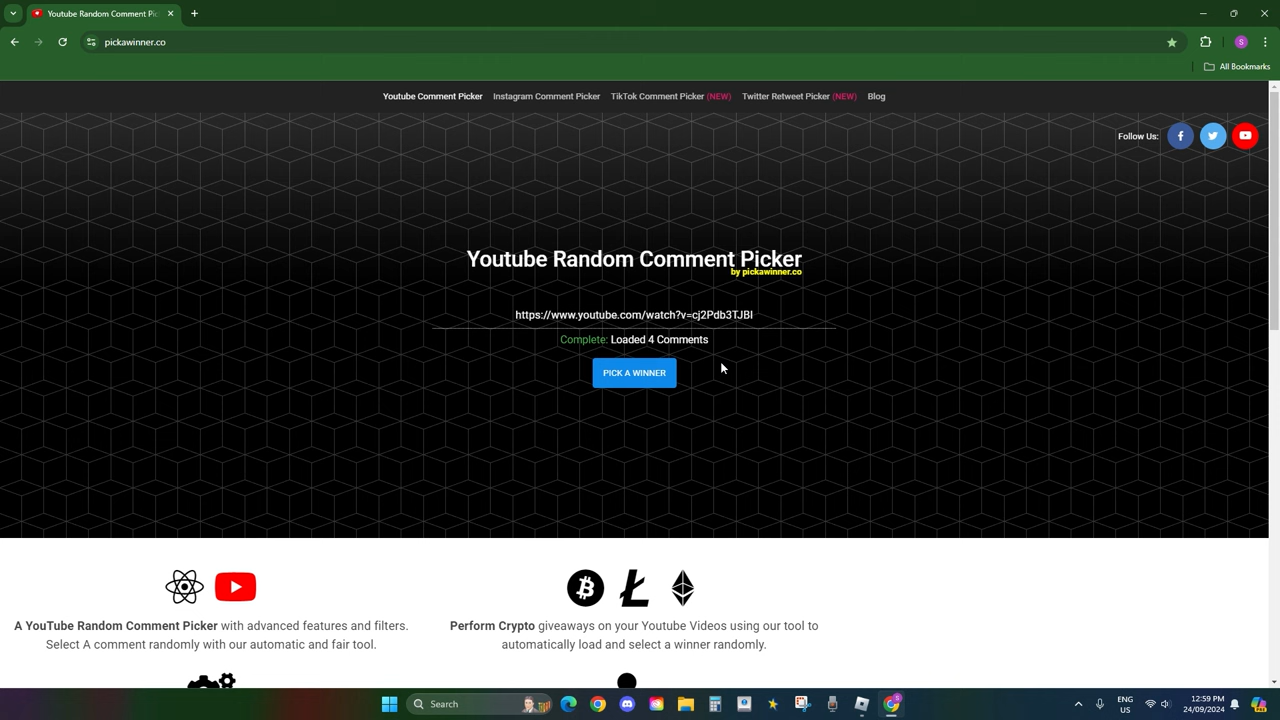 Youtube Random Comment Pic
pickawinner.co
All Bookmarks
Youtube Comment Picker Instagram Comment Picker TikTok Comment Picker (NEW) Twitter Retweet Picker (NEW) Blog
Follow Us:
Youtube Random Comment Picker
by pickawinner.co
https://www.youtube.com/watch?v=cj2Pdb3TJBI
Complete: Loaded 4 Comments
PICK A WINNER
A YouTube Random Comment Picker with advanced features and filters.
Select A comment randomly with our automatic and fair tool.
Perform Crypto giveaways on your Youtube Videos using our tool to
automatically load and select a winner randomly.
Search
ENG
US
12:59 PM
24/09/2024